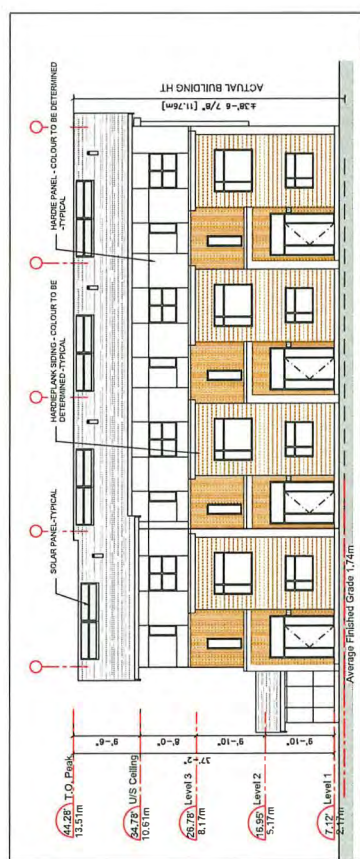 SOLAR PANEL-TYPICAL
HARDIEPLANK SIDING - COLOUR TO BE
DETERMINED -TYPICAL
HARDIE PANEL - COLOUR TO BE DETERMINED
-TYPICAL
44.28' T.O. Peak
13.51m
34.78' U/S Ceiling
10.61m
26.78' Level 3
8.17m
16.95' Level 2
5.17m
7.12' Level 1
2.17m
9'-6"
8'-0"
9'-10"
9'-10"
37'-2"
±38'-6 7/8" [11.76m]
ACTUAL BUILDING HT
Average Finished Grade 1.74m